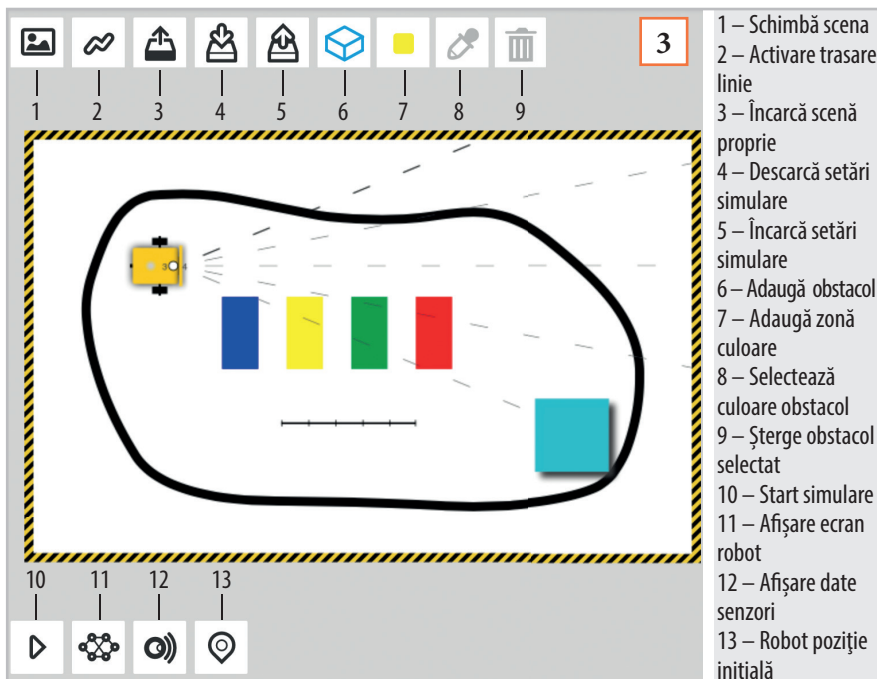 3
1 2 3 4 5 6 7 8 9
3 4
10 11 12 13
1 – Schimbă scena
2 – Activare trasare
linie
3 – Încarcă scenă
proprie
4 – Descarcă setări
simulare
5 – Încarcă setări
simulare
6 – Adaugă obstacol
7 – Adaugă zonă
culoare
8 – Selectează
culoare obstacol
9 – Șterge obstacol
selectat
10 – Start simulare
11 – Afișare ecran
robot
12 – Afișare date
senzori
13 – Robot poziţie
inițială